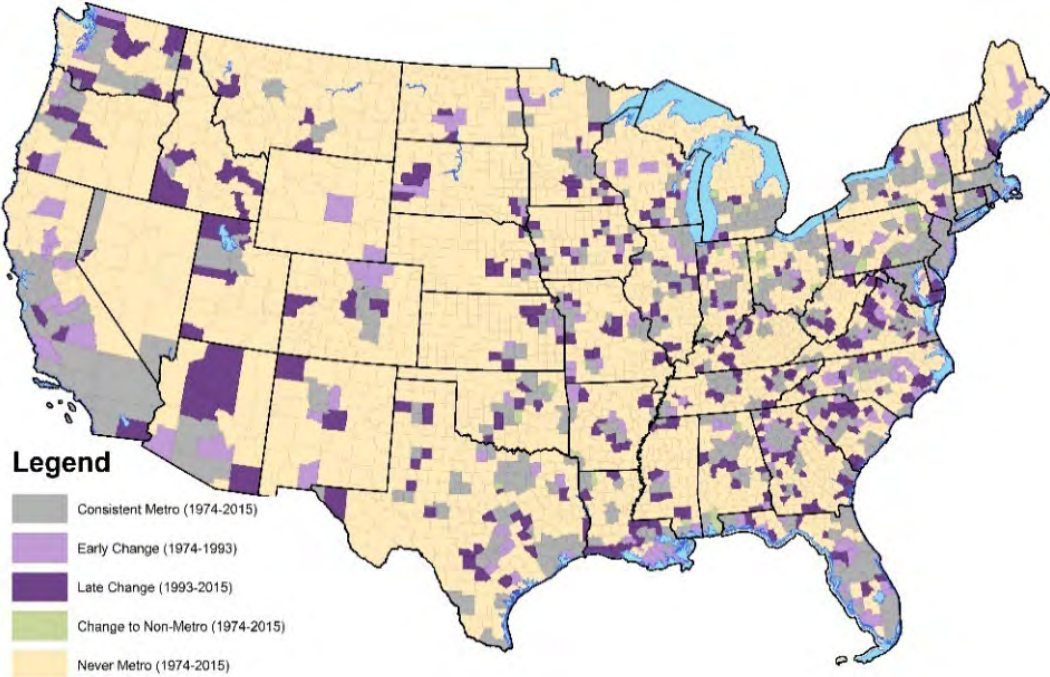 Legend
Consistent Metro (1974-2015)
Early Change (1974-1993)
Late Change (1993-2015)
Change to Non-Metro (1974-2015)
Never Metro (1974-2015)